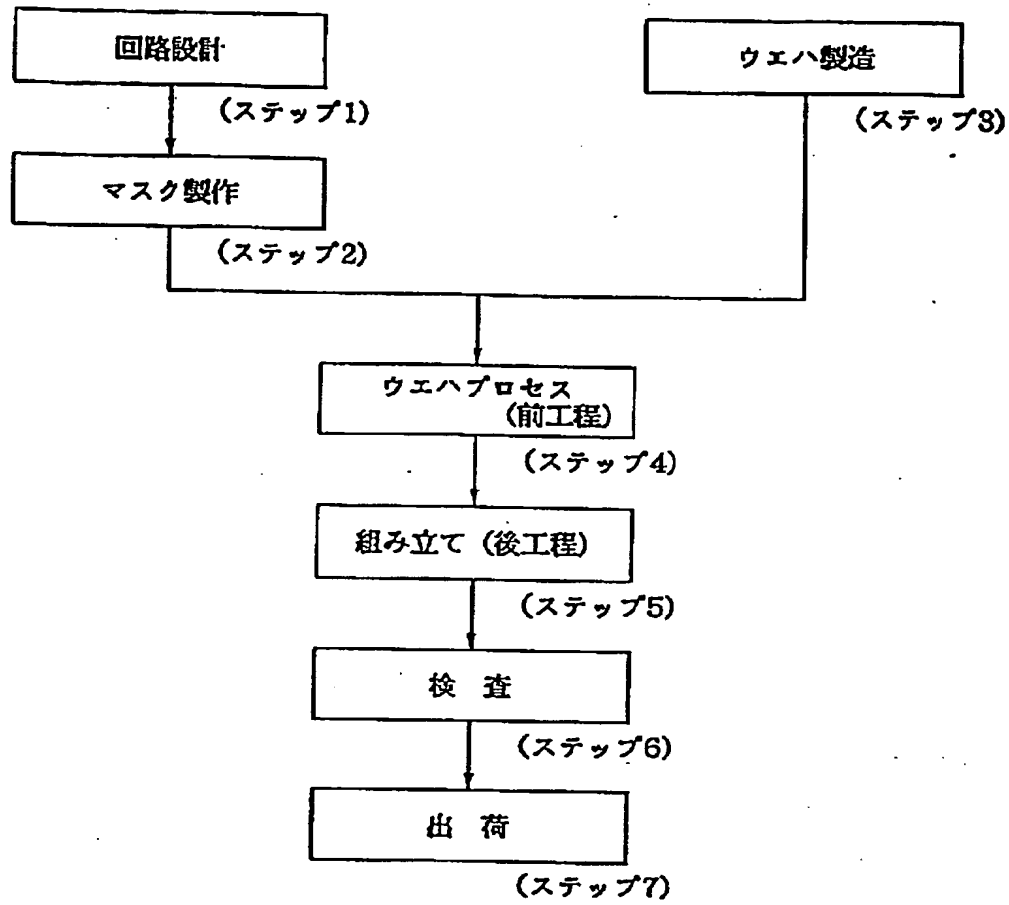 回路設計
(ステップ1)
マスク製作
(ステップ2)
ウエハ製造
(ステップ3)
ウエハプロセス
(前工程)
(ステップ4)
組み立て (後工程)
(ステップ5)
検 査
(ステップ6)
出 荷
(ステップ7)